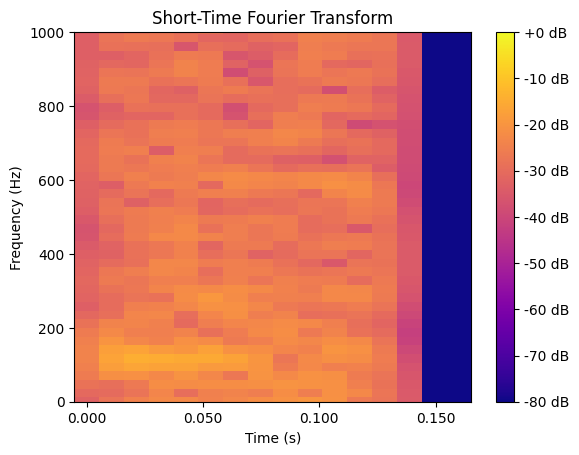 Short-Time Fourier Transform
1000
800
600
400
200
0
Frequency (Hz)
0.000
0.050
0.100
0.150
Time (s)
+0 dB
-10 dB
-20 dB
-30 dB
-40 dB
-50 dB
-60 dB
-70 dB
-80 dB